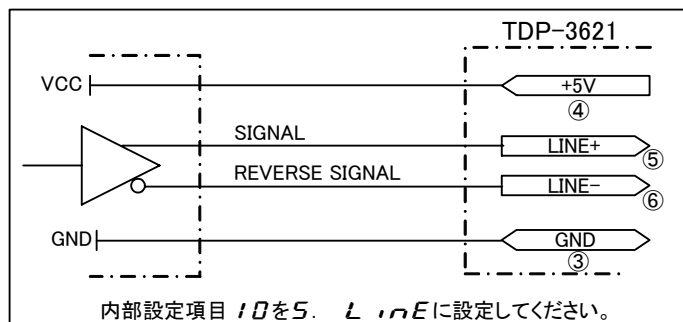 TDP-3621
VCC
+5V
④
SIGNAL
LINE+
⑤
REVERSE SIGNAL
LINE-
⑥
GND
GND
③
内部設定項目10を5. LinEに設定してください。